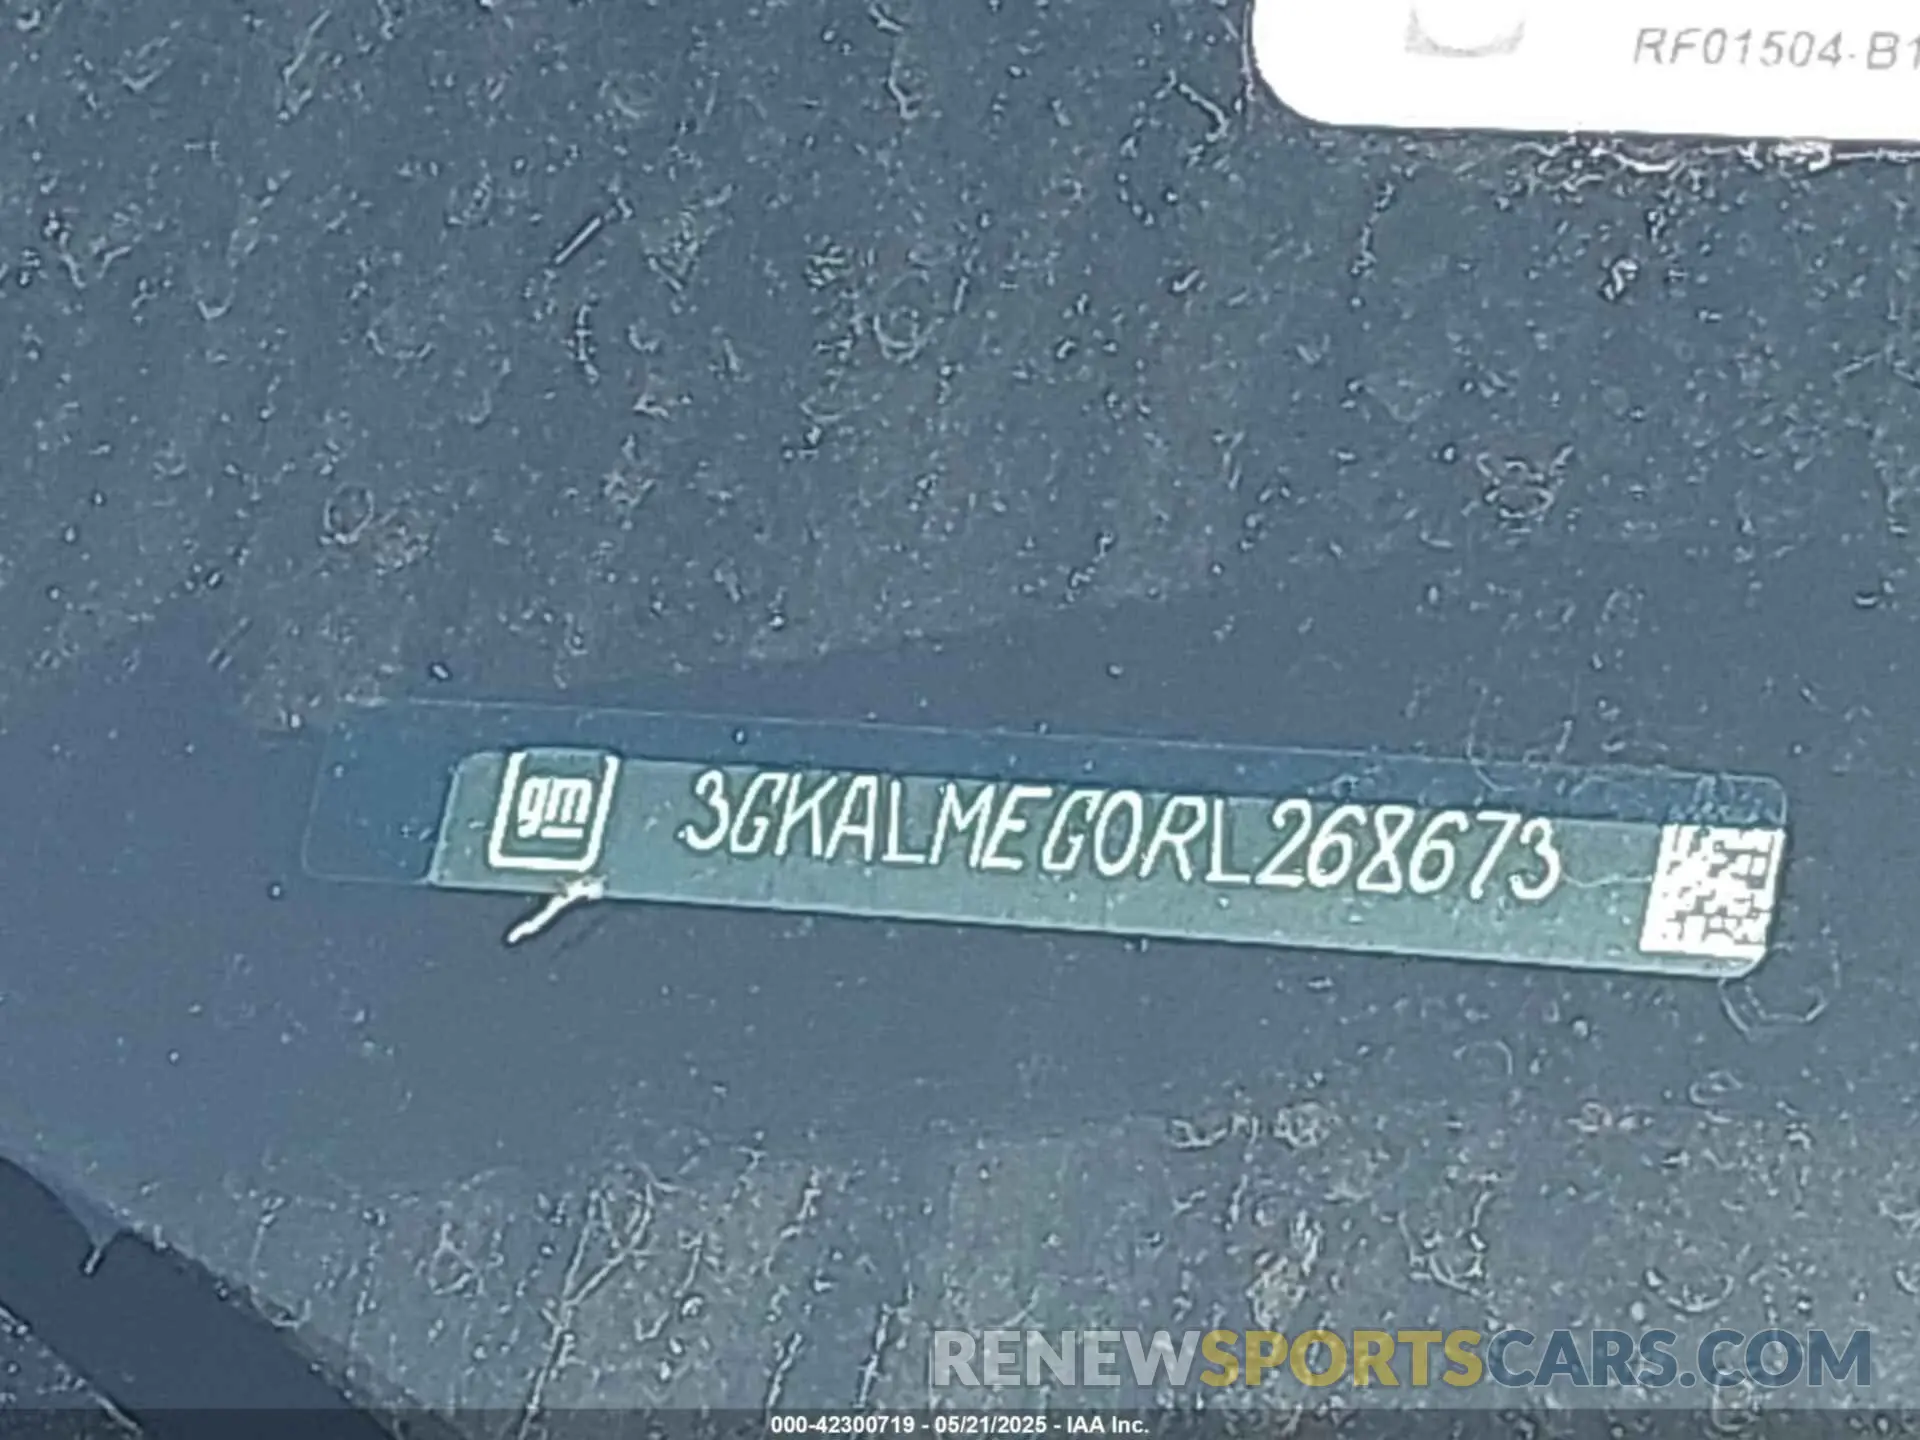 RF01504-B1
gm 3GKALMEG0RL268673
RENEWSPORTSCARS.COM
000-42300719 - 05/21/2025 - IAA Inc.